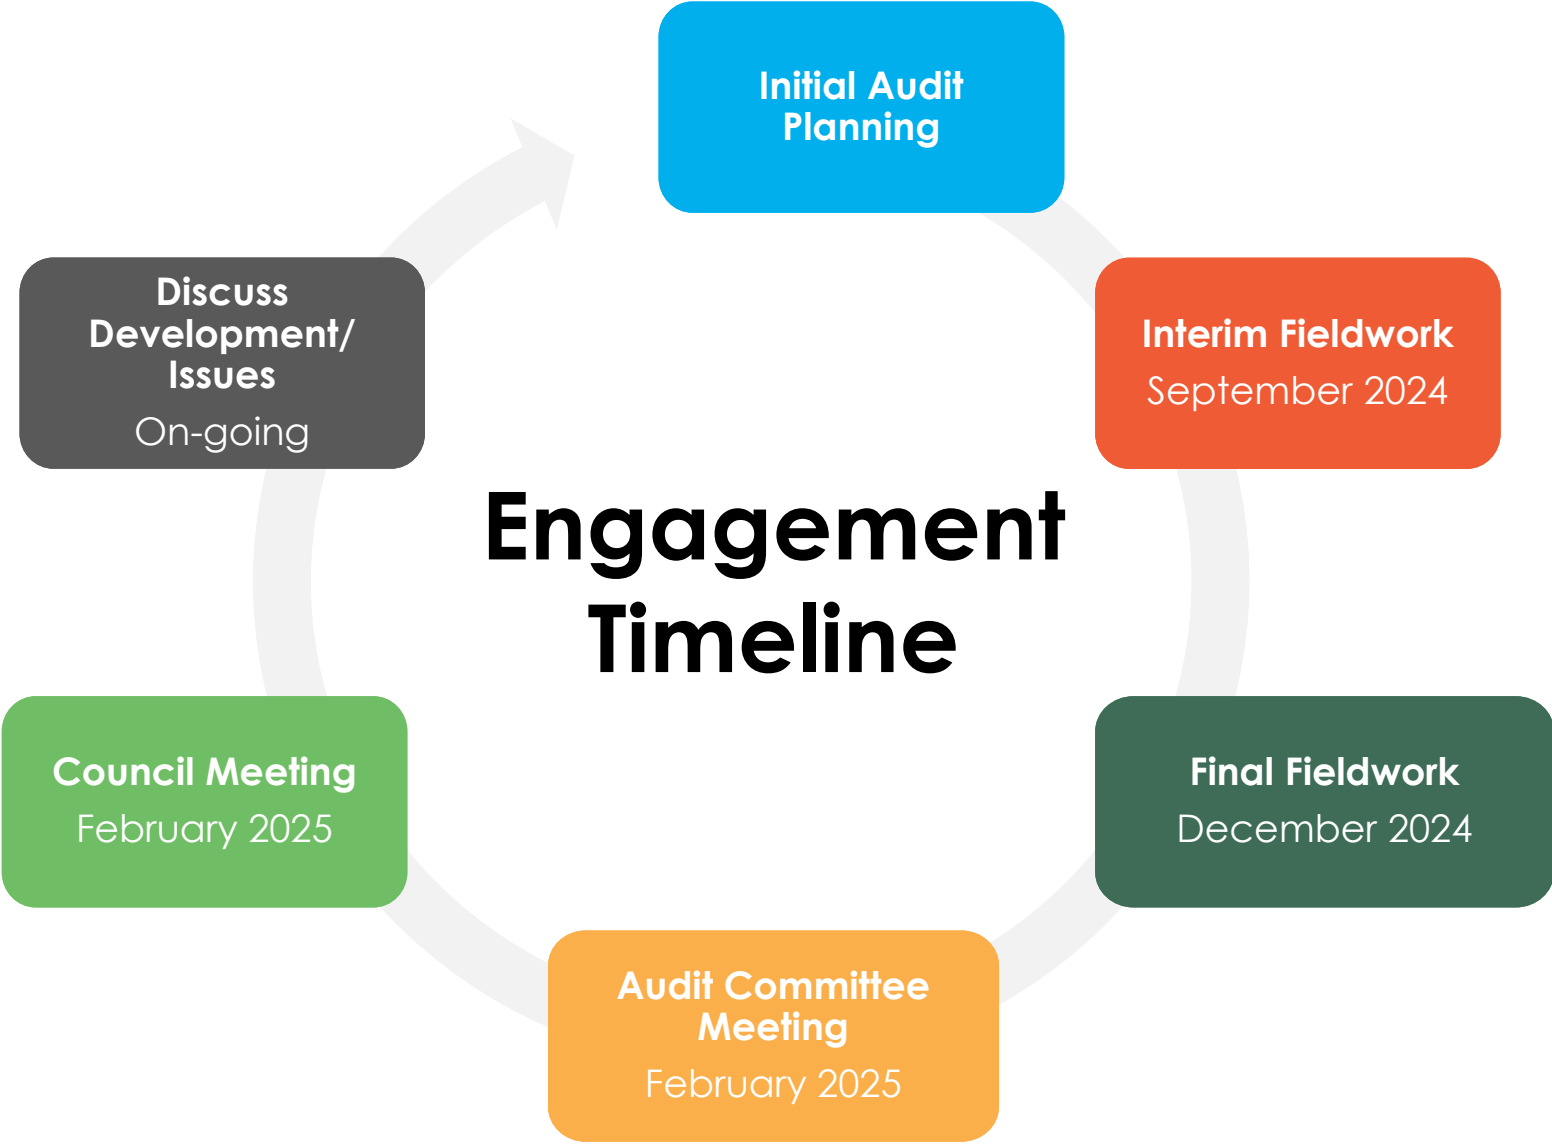 Initial Audit
Planning
Interim Fieldwork
September 2024
Final Fieldwork
December 2024
Audit Committee
Meeting
February 2025
Council Meeting
February 2025
Discuss
Development/
Issues
On-going
Engagement
Timeline